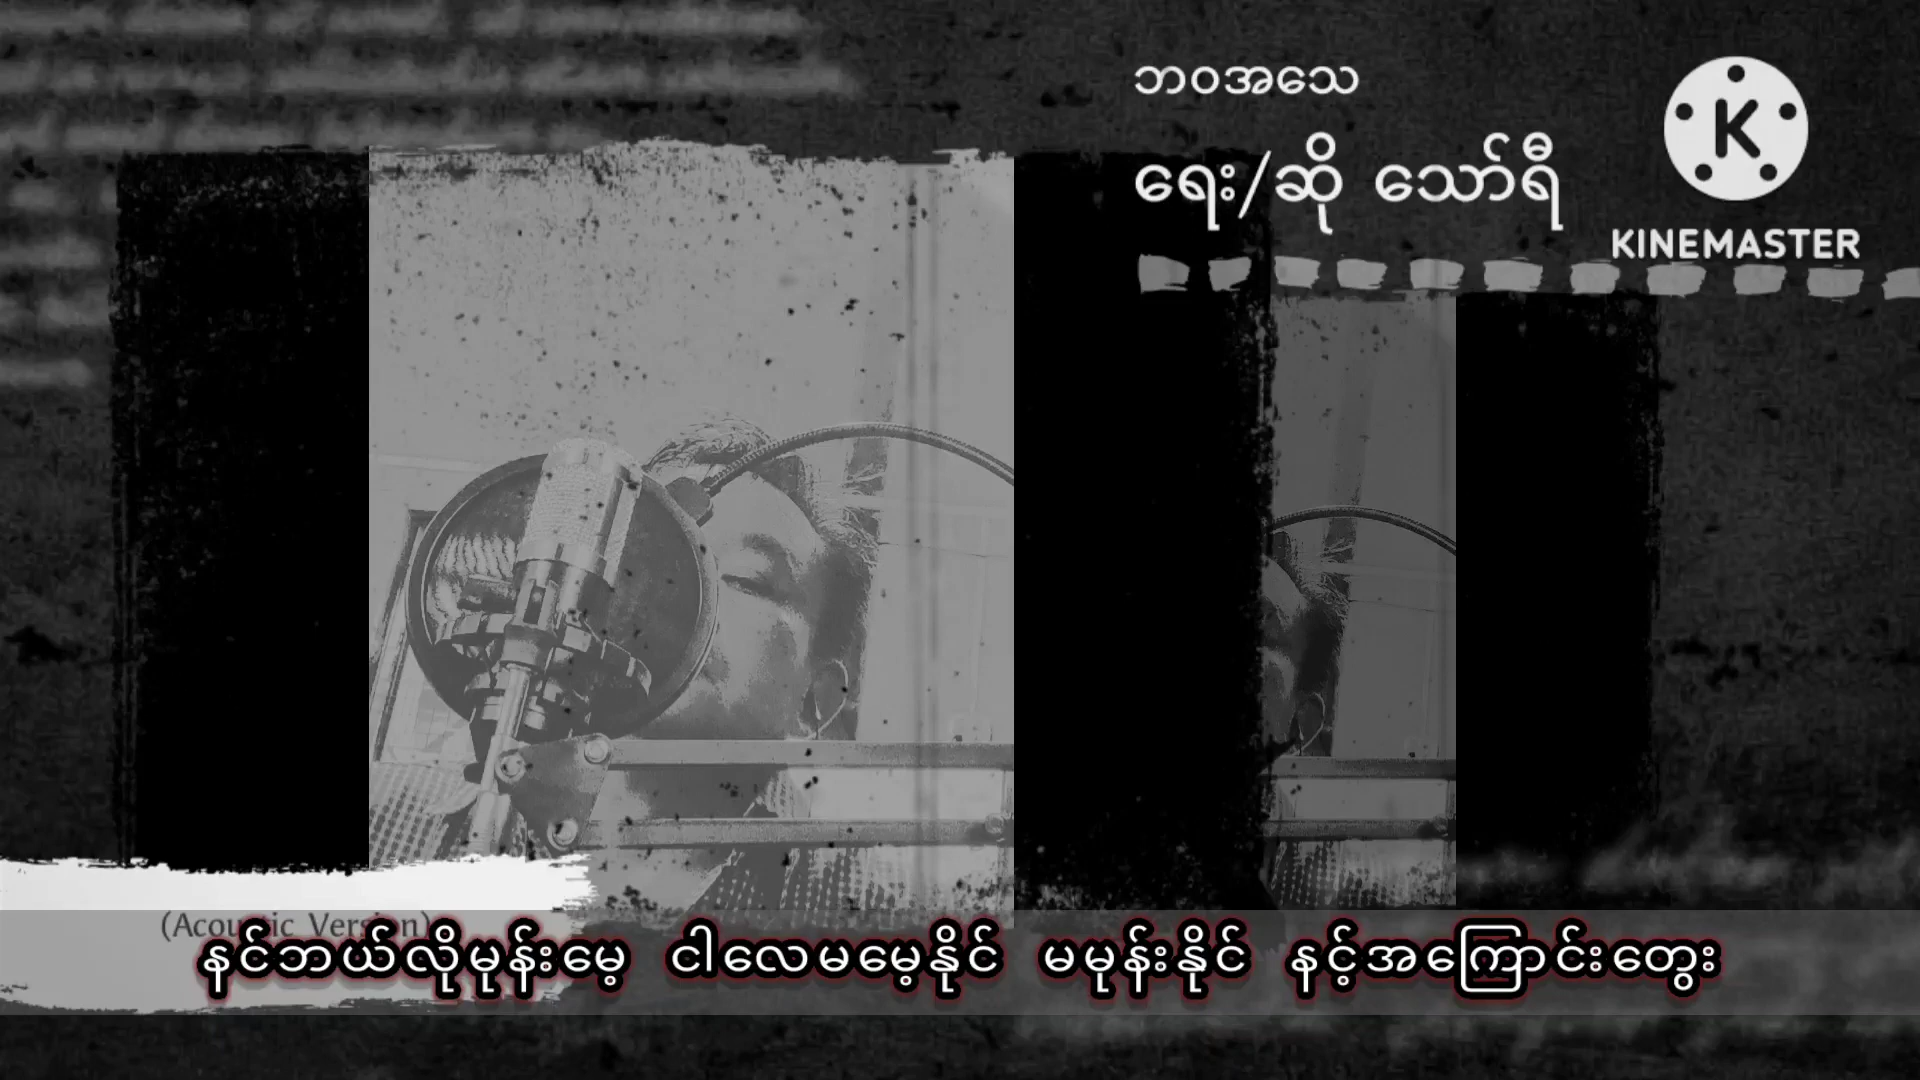 ဘဝအသေ
ရေး/ဆို သော်ရီ
K
KINEMASTER
(Acoustic Version)
နင်ဘယ်လိုမုန်းမေ့ ငါလေမမေ့နိုင် မမုန်းနိုင် နင့်အကြောင်းတွေး